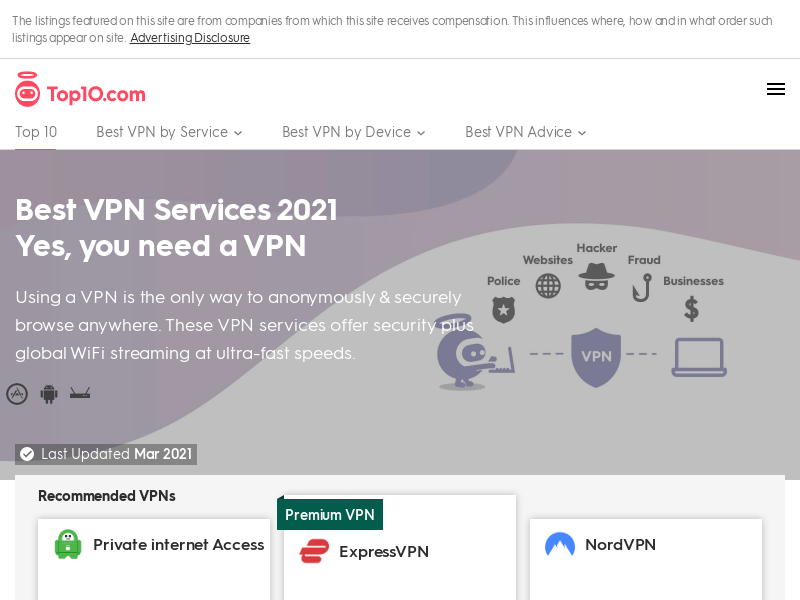 The listings featured on this site are from companies from which this site receives compensation. This influences where, how and in what order such
listings appear on site. Advertising Disclosure
Top10.com
Top 10
Best VPN by Service
Best VPN by Device
Best VPN Advice
Best VPN Services 2021
Yes, you need a VPN
Using a VPN is the only way to anonymously & securely
browse anywhere. These VPN services offer security plus
global WiFi streaming at ultra-fast speeds.
Police
Websites
Hacker
Fraud
Businesses
VPN
Last Updated Mar 2021
Recommended VPNs
Private internet Access
Premium VPN
ExpressVPN
NordVPN